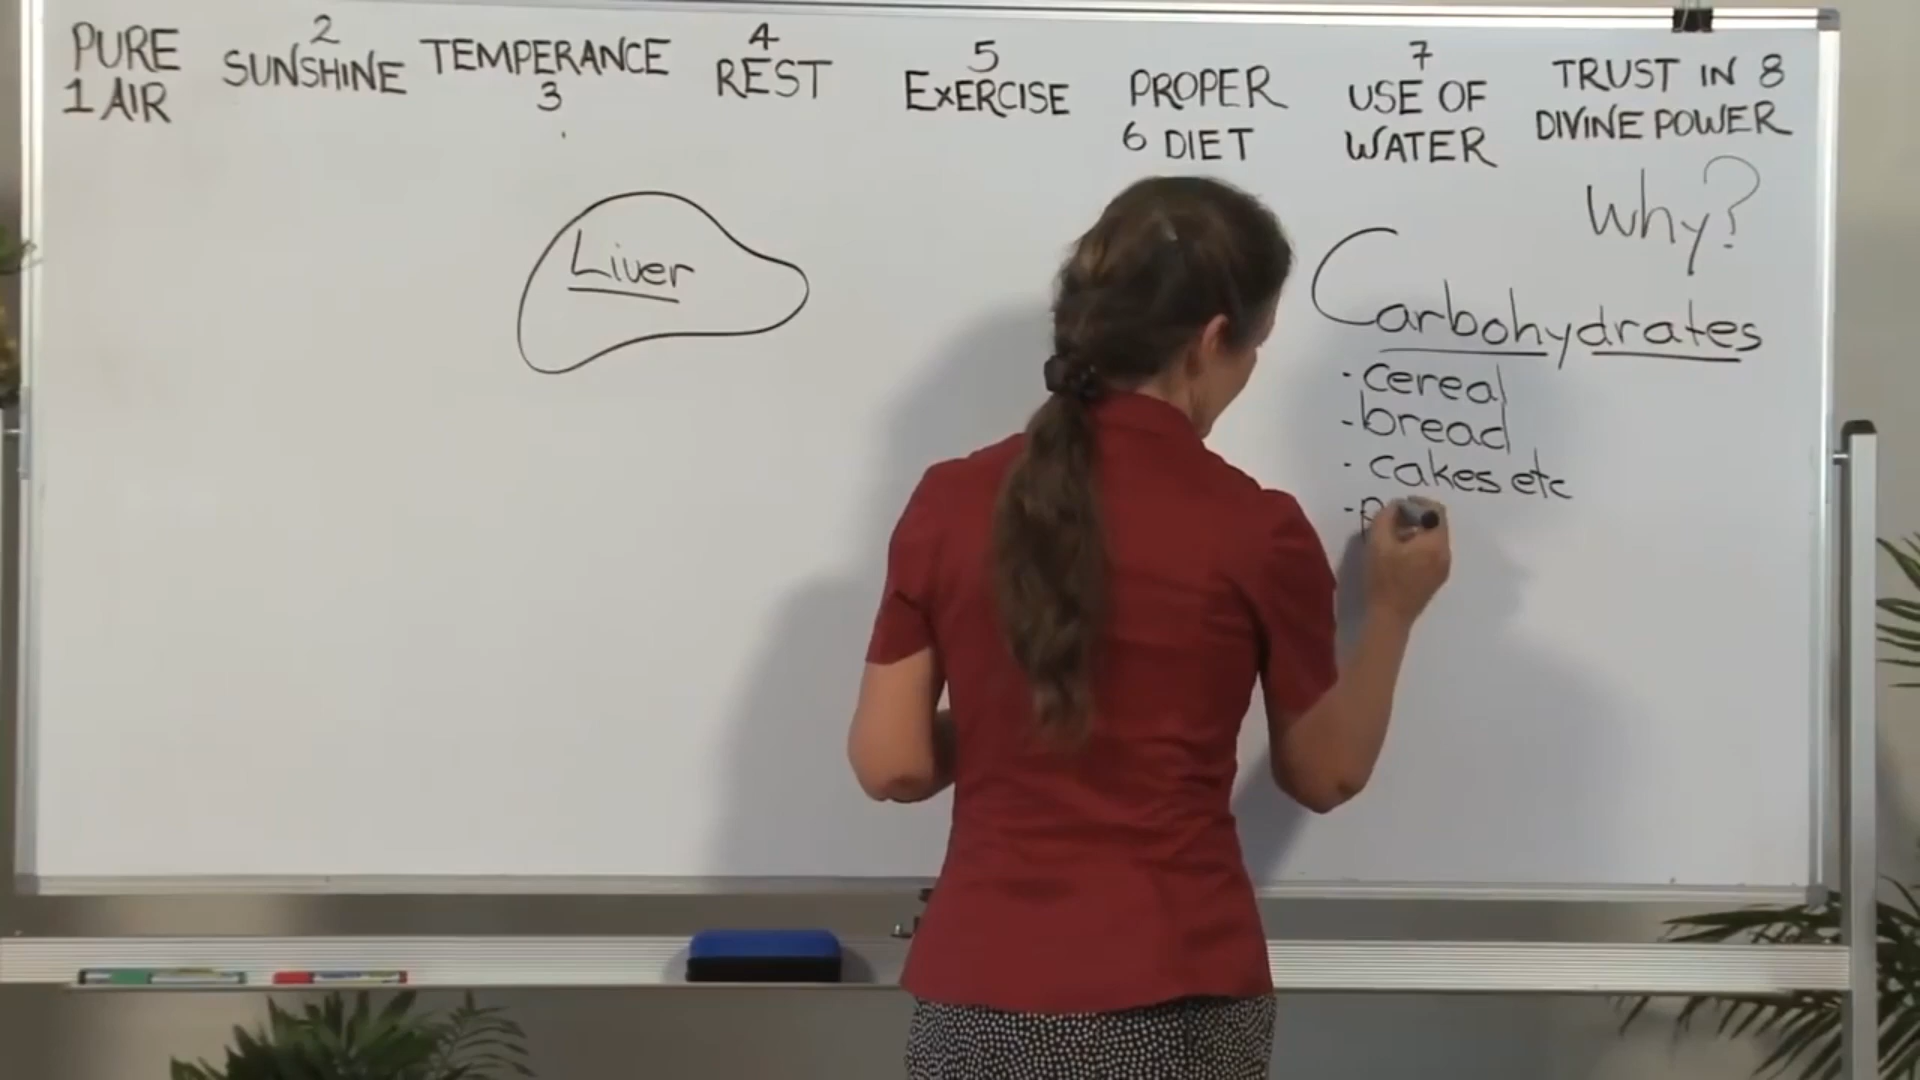 PURE
1 AIR
2
SUNSHINE
TEMPERANCE
3
4
REST
5
EXERCISE
PROPER
6 DIET
7
USE OF
WATER
TRUST IN 8
DIVINE POWER
Why?
Liver
Carbohydrates
- cereal
- bread
- cakes etc